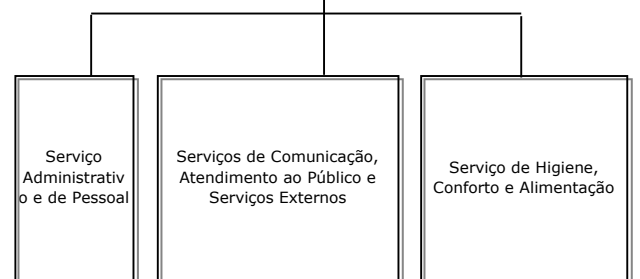 Serviço
Administrativ
o e de Pessoal
Serviços de Comunicação,
Atendimento ao Público e
Serviços Externos
Serviço de Higiene,
Conforto e Alimentação